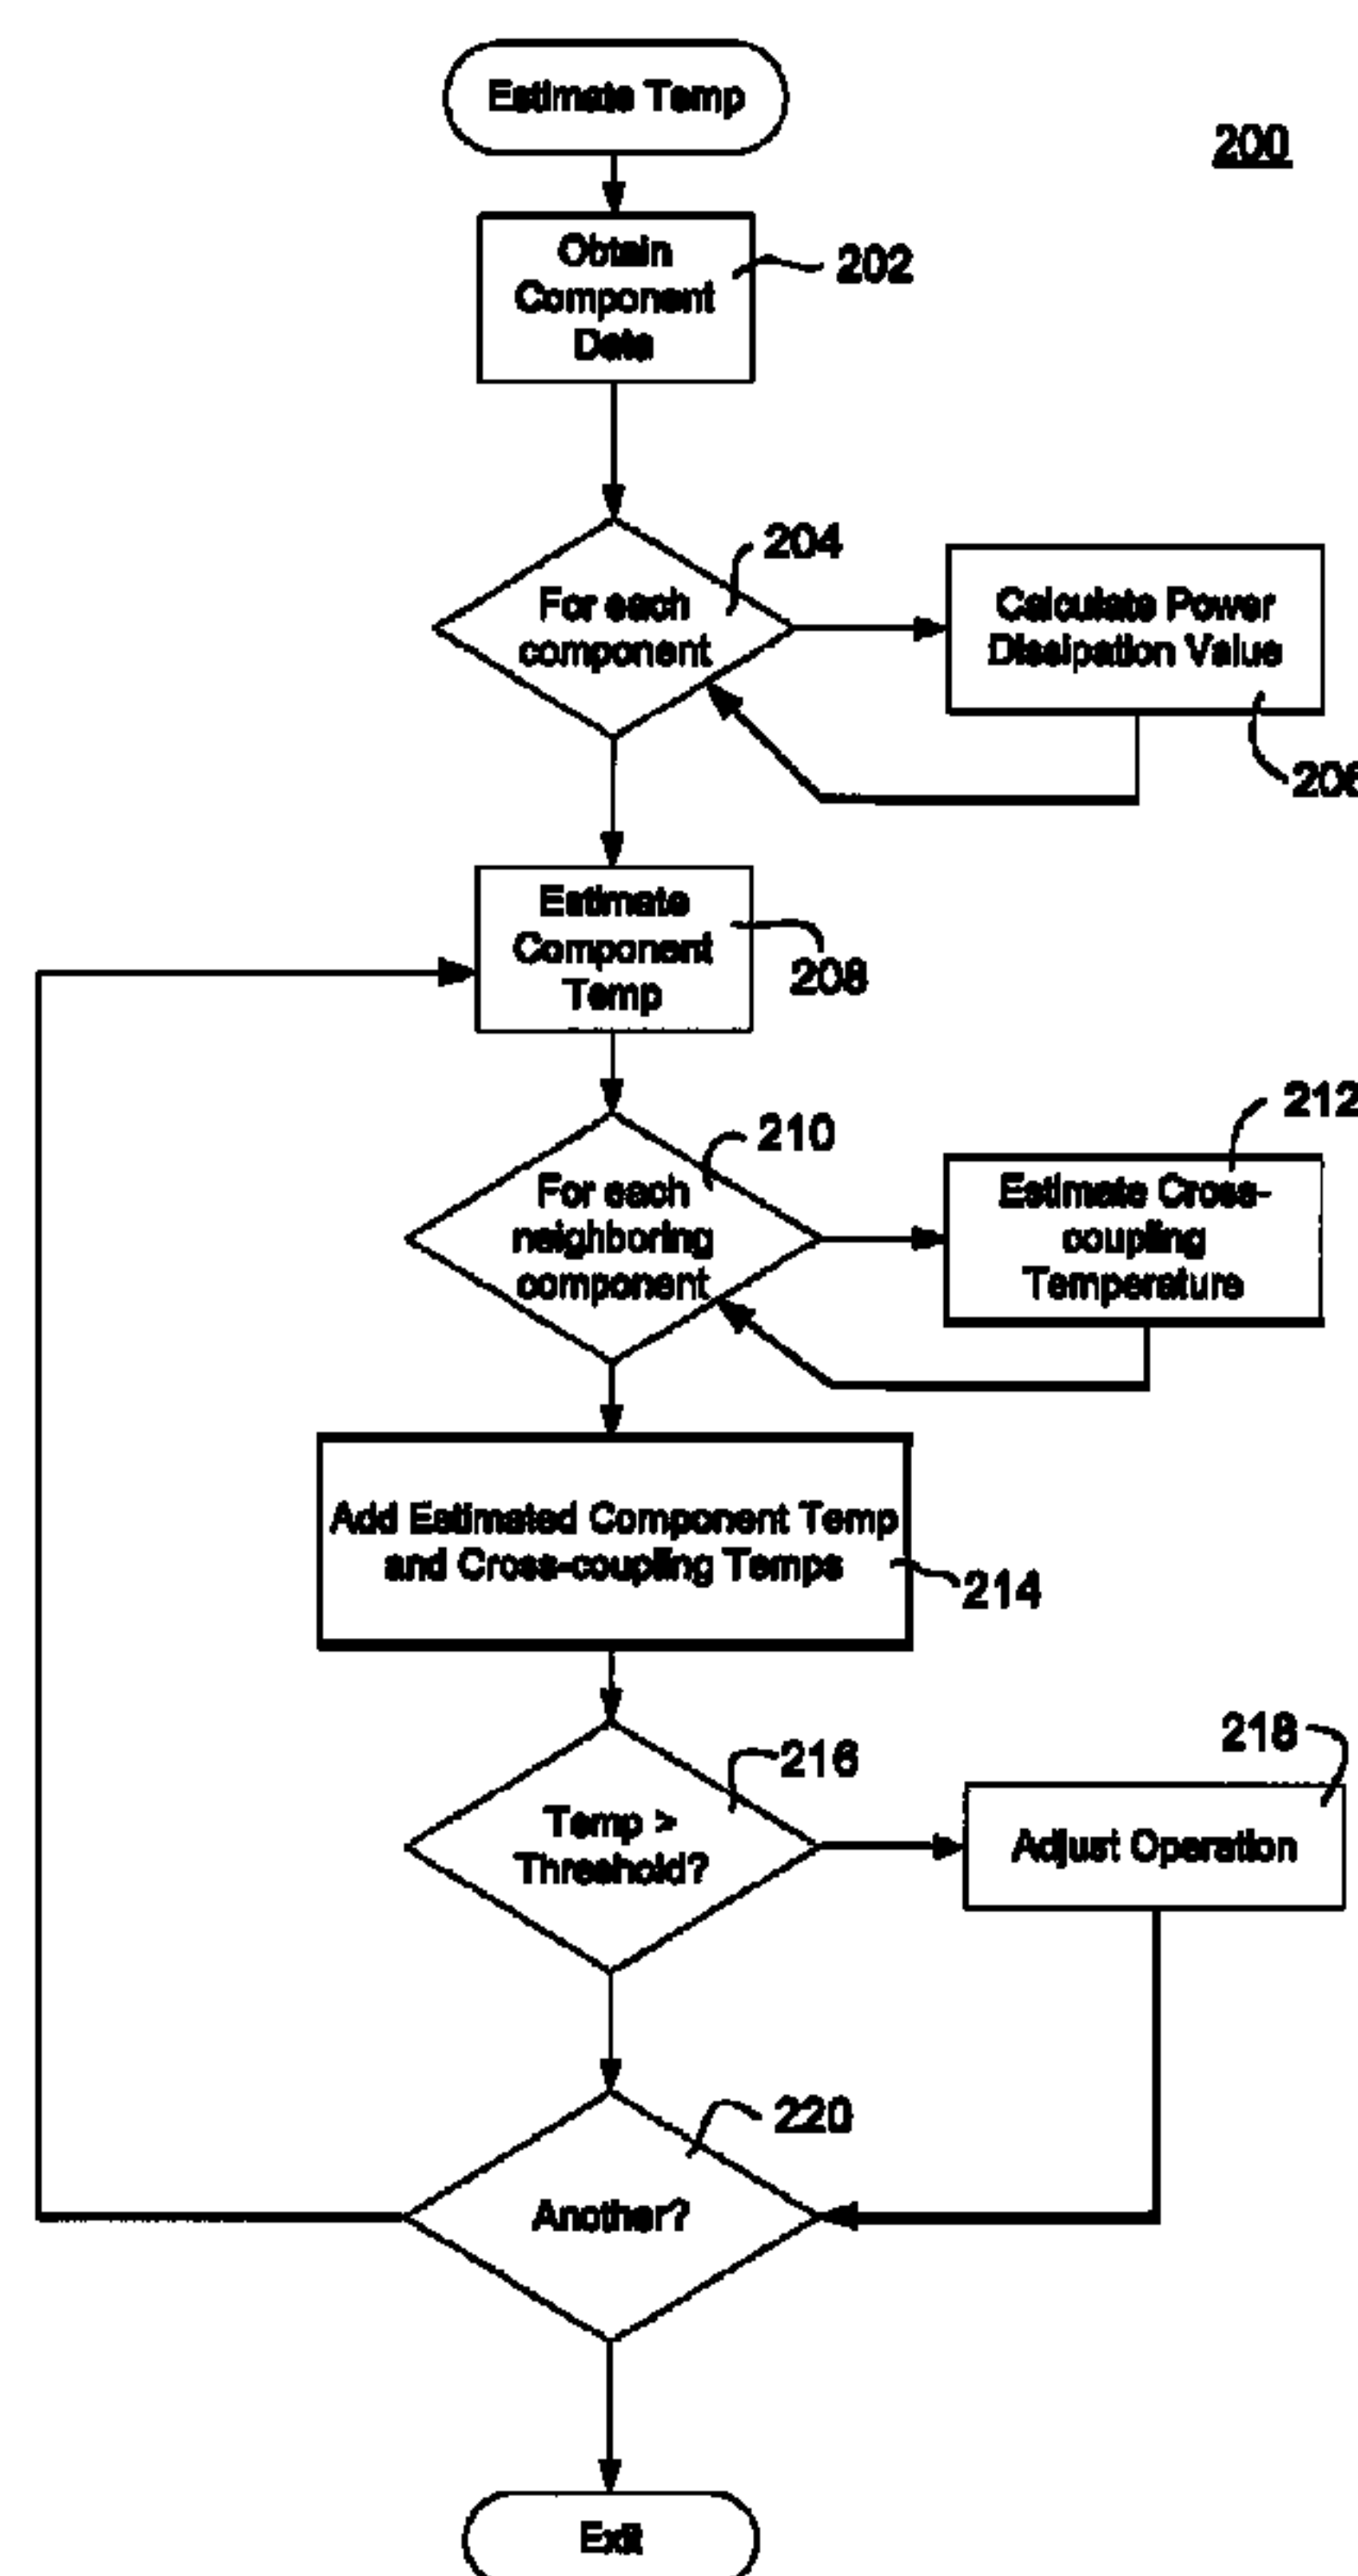 Estimate Temp
200
Obtain
Component
Data
202
204
For each
component
Calculate Power
Dissipation Value
206
Estimate
Component
Temp
208
210
212
For each
neighboring
component
Estimate Cross-
coupling
Temperature
Add Estimated Component Temp
and Cross-coupling Temps
214
216
218
Temp >
Threshold?
Adjust Operation
220
Another?
Exit